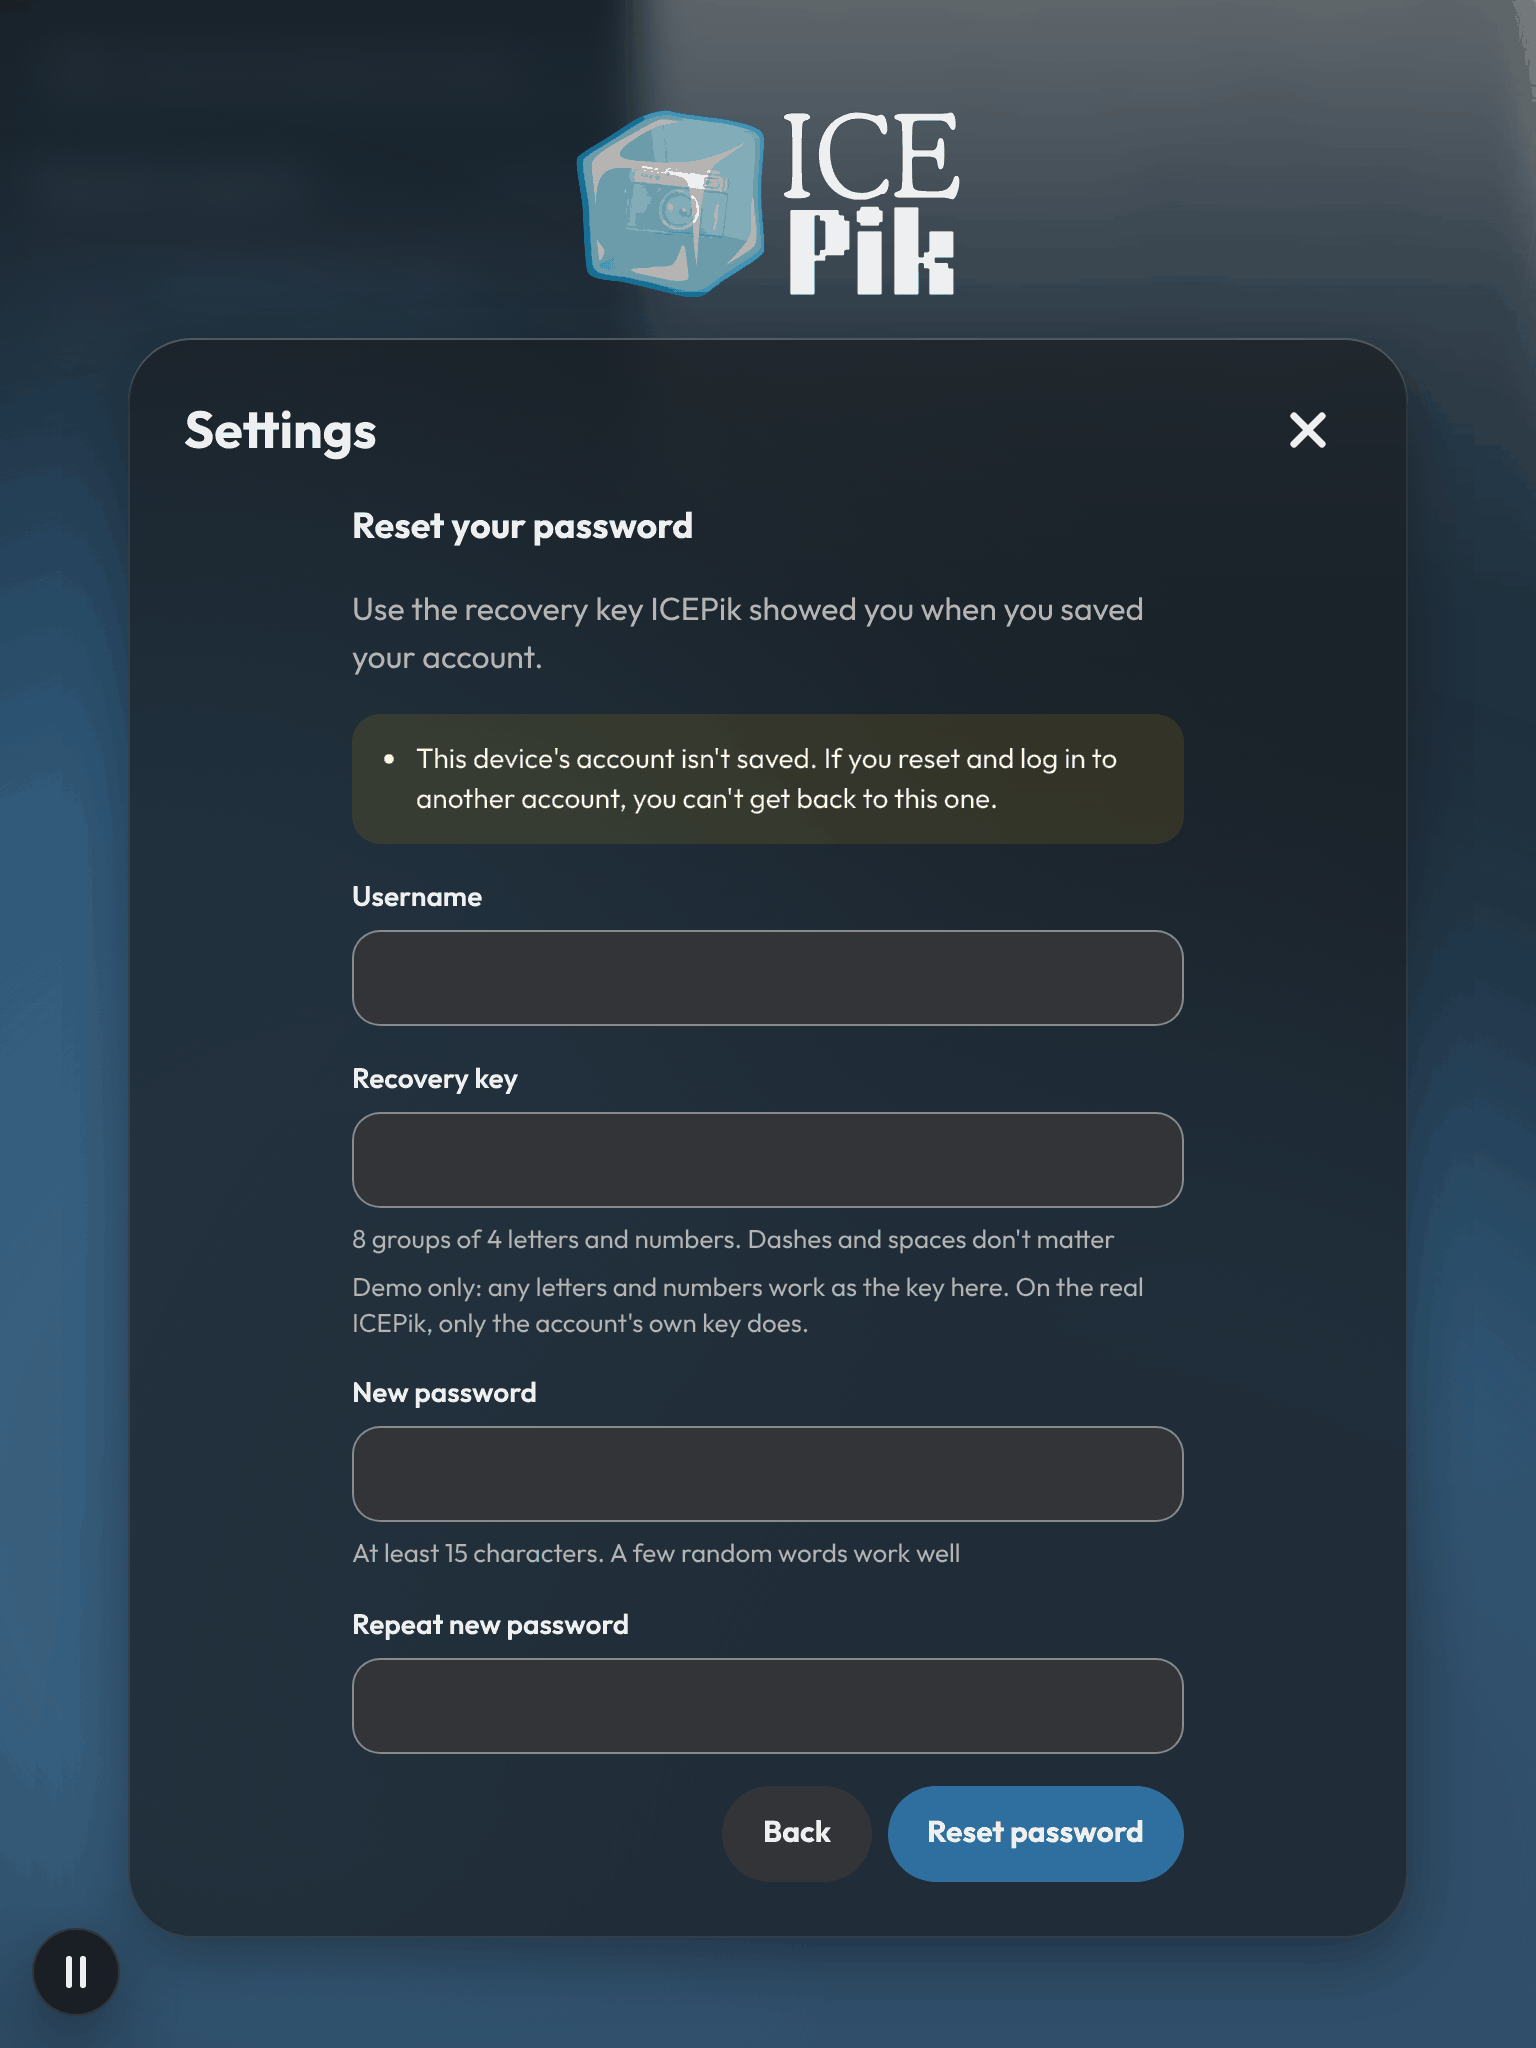 ICE
Pik
Settings
Reset your password
Use the recovery key ICEPik showed you when you saved
your account.
• This device's account isn't saved. If you reset and log in to
another account, you can't get back to this one.
Username
Recovery key
8 groups of 4 letters and numbers. Dashes and spaces don't matter
Demo only: any letters and numbers work as the key here. On the real
ICEPik, only the account's own key does.
New password
At least 15 characters. A few random words work well
Repeat new password
Back
Reset password